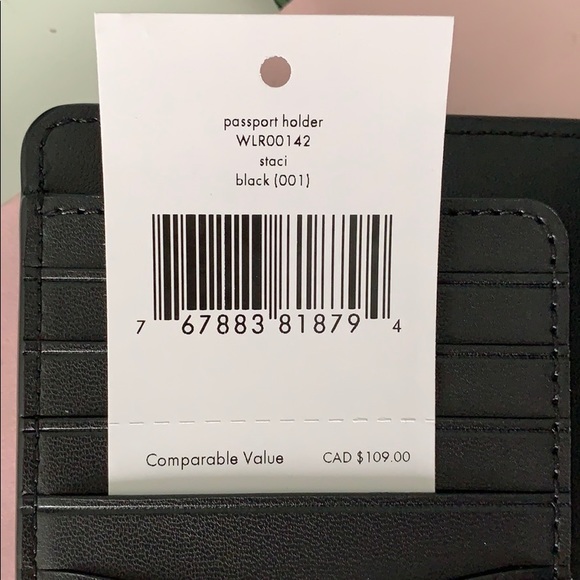 passport holder
WLR00142
staci
black (001)
7 67883 81879 4
Comparable Value CAD $109.00